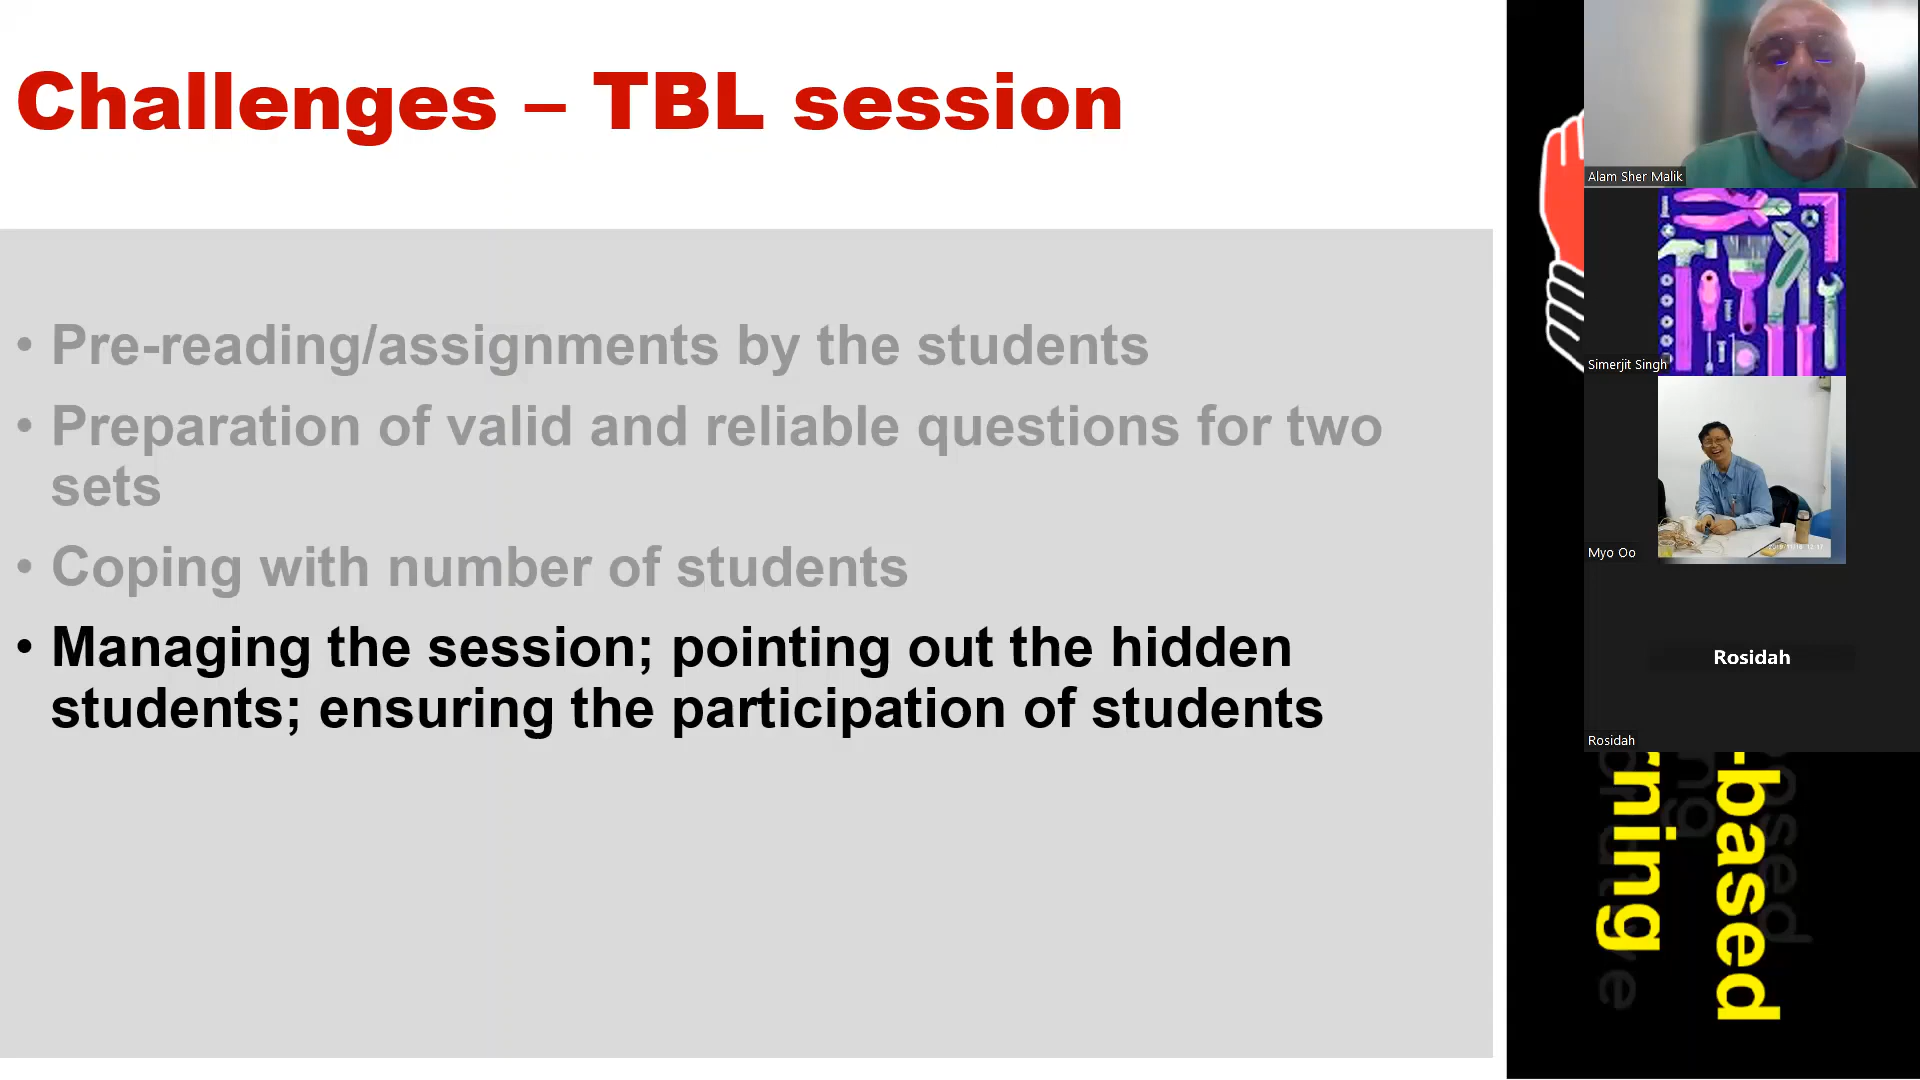 Challenges – TBL session
• Pre-reading/assignments by the students
• Preparation of valid and reliable questions for two
sets
• Coping with number of students
• Managing the session; pointing out the hidden
students; ensuring the participation of students
Alam Sher Malik
Simerjit Singh
Myo Oo
Rosidah
Rosidah
-based
rning